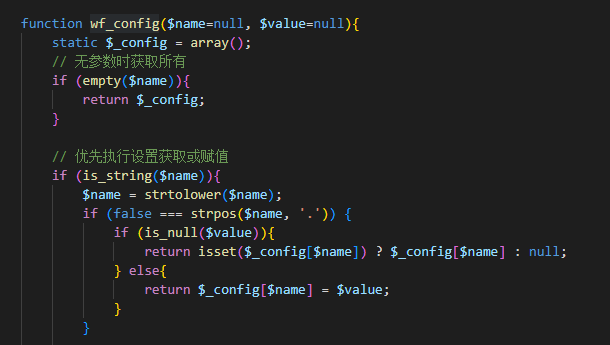 function wf_config($name=null, $value=null){
    static $_config = array();
    // 无参数时获取所有
    if (empty($name)){
        return $_config;
    }

    // 优先执行设置获取或赋值
    if (is_string($name)){
        $name = strtolower($name);
        if (false === strpos($name, '.')) {
            if (is_null($value)){
                return isset($_config[$name]) ? $_config[$name] : null;
            } else{
                return $_config[$name] = $value;
            }
        }